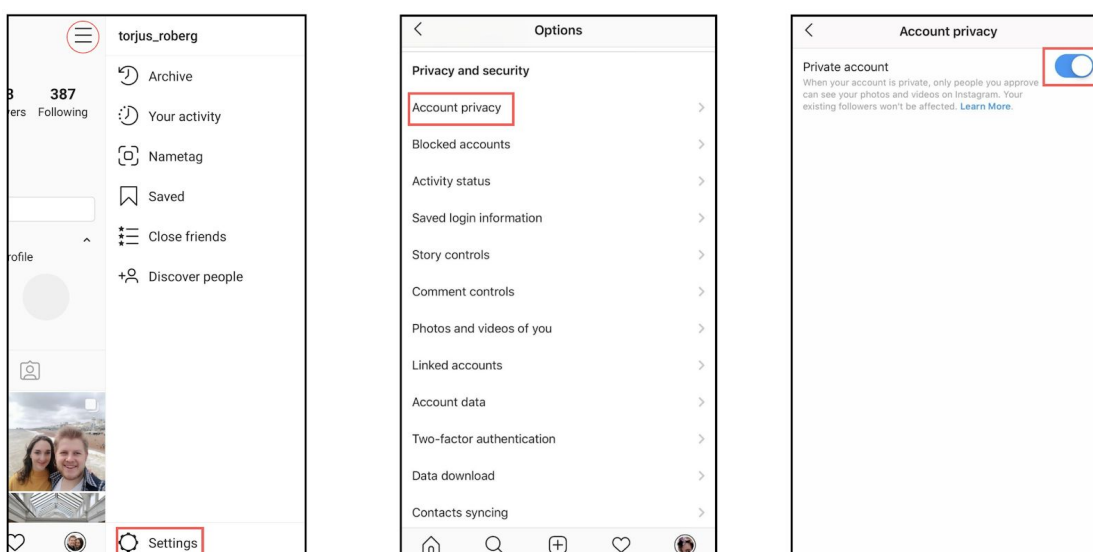 torjus_roberg
387
Following
Archive
Your activity
Nametag
Saved
Close friends
Discover people
Settings
Options
Privacy and security
Account privacy
Blocked accounts
Activity status
Saved login information
Story controls
Comment controls
Photos and videos of you
Linked accounts
Account data
Two-factor authentication
Data download
Contacts syncing
Account privacy
Private account
When your account is private, only people you approve
can see your photos and videos on Instagram. Your
existing followers won't be affected. Learn More.